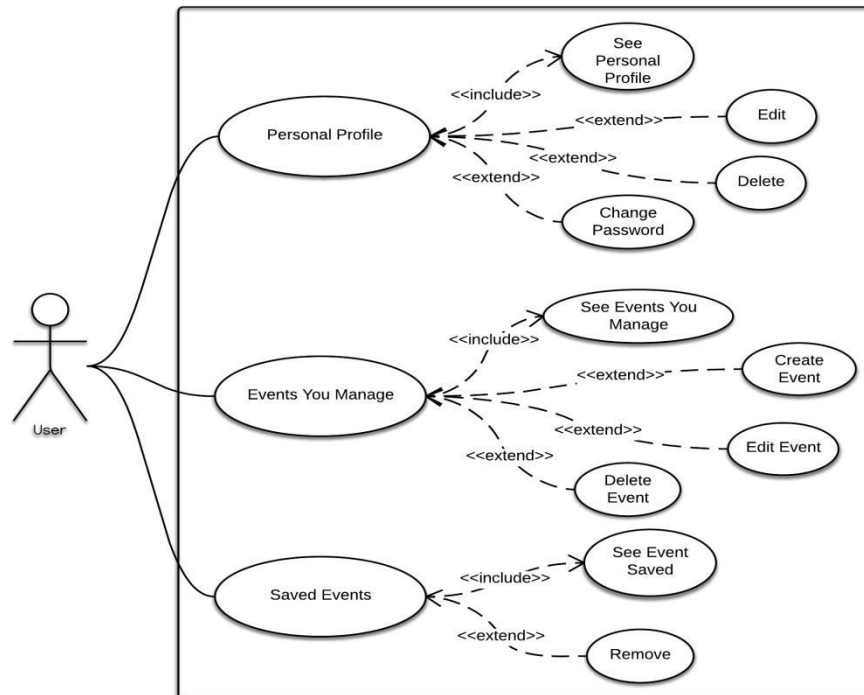 See
Personal
Profile
<<include>>
Personal Profile
<<extend>>
Edit
<<extend>>
Delete
<<extend>>
Change
Password
User
See Events You
Manage
<<include>>
Events You Manage
<<extend>>
Create
Event
<<extend>>
Edit Event
<<extend>>
Delete
Event
See Event
Saved
<<include>>
Saved Events
<<extend>>
Remove